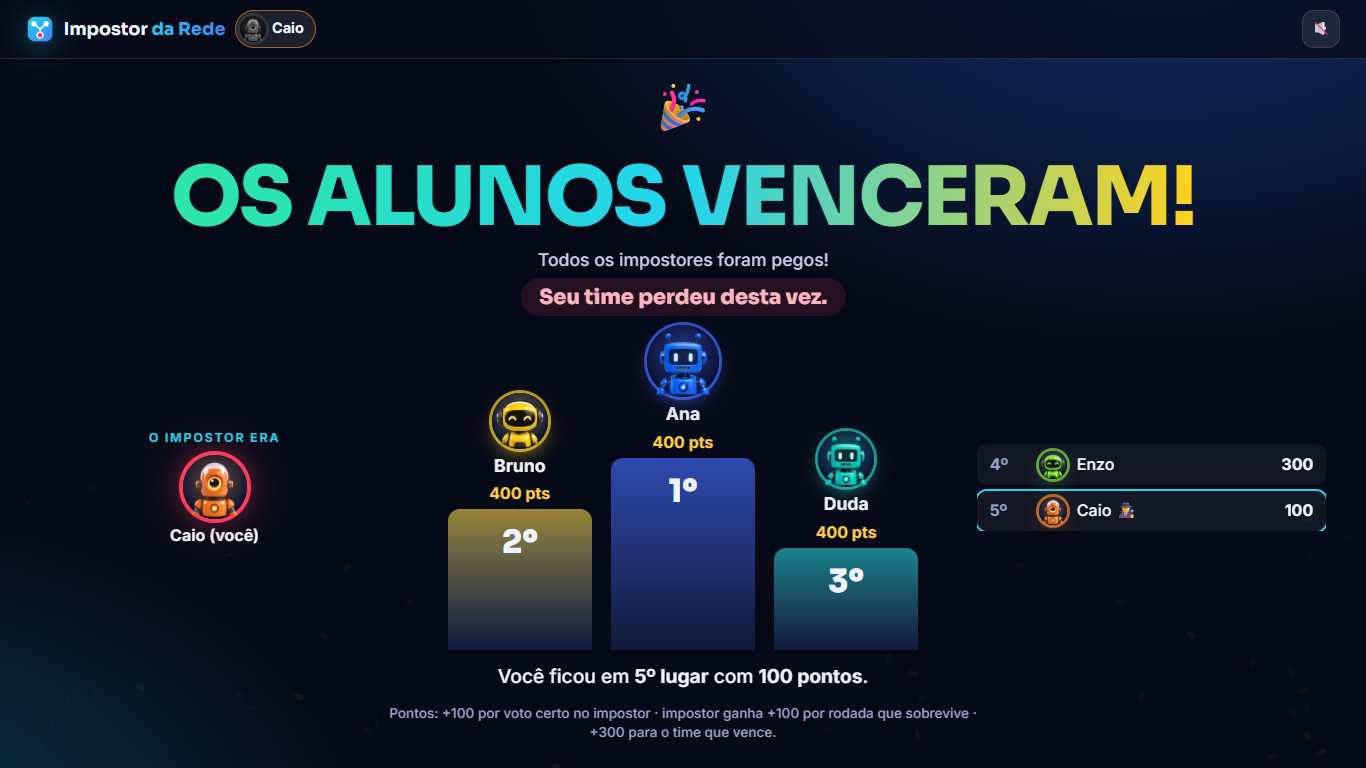 Impostor da Rede
Caio
OS ALUNOS VENCERAM!
Todos os impostores foram pegos!
Seu time perdeu desta vez.
O IMPOSTOR ERA
Caio (você)
Bruno
400 pts
2º
Ana
400 pts
1º
Duda
400 pts
3º
4º Enzo 300
5º Caio 100
Você ficou em 5º lugar com 100 pontos.
Pontos: +100 por voto certo no impostor · impostor ganha +100 por rodada que sobrevive ·
+300 para o time que vence.